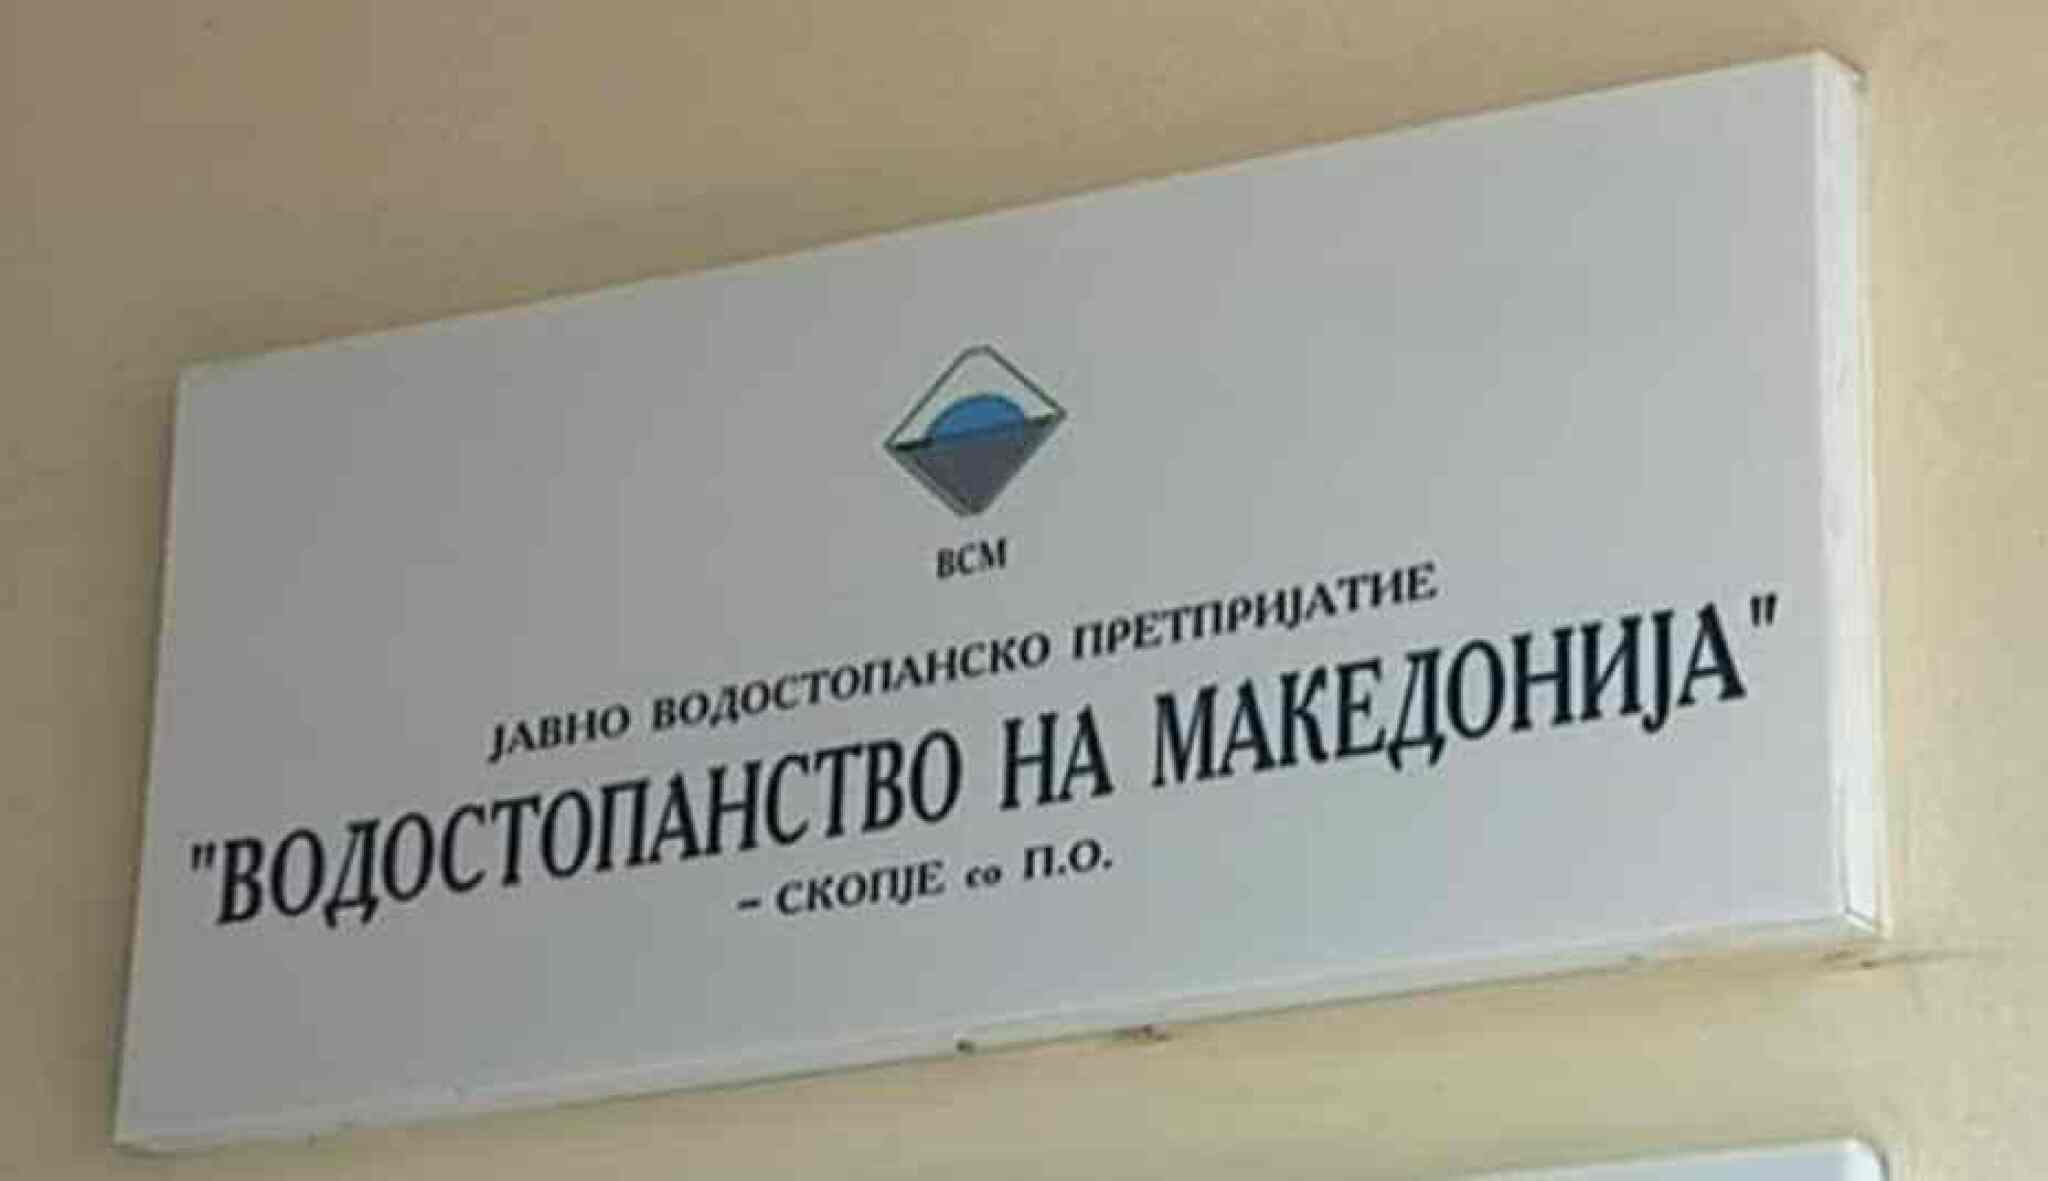 ВСМ
ЈАВНО ВОДОСТОПАНСКО ПРЕТПРИЈАТИЕ
"ВОДОСТОПАНСТВО НА МАКЕДОНИЈА"
– СКОПЈЕ со П.О.